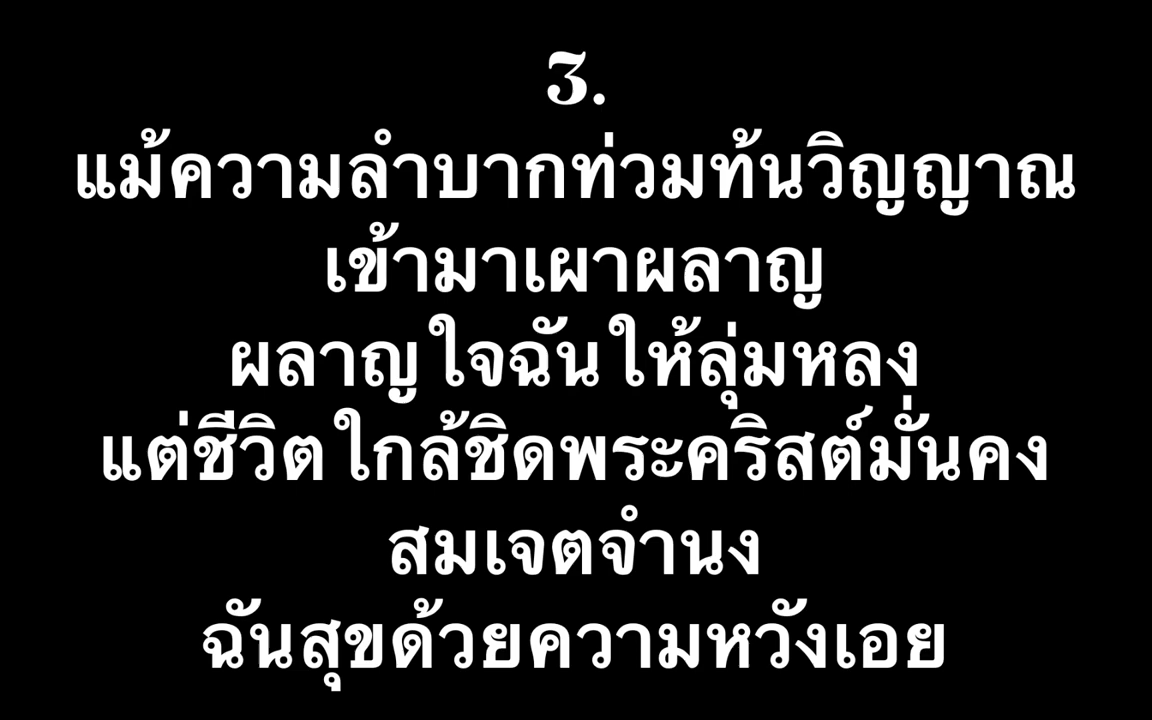 3.
แม้ความลำบากท่วมท้นวิญญาณ
เข้ามาเผาผลาญ
ผลาญใจฉันให้ลุ่มหลง
แต่ชีวิตใกล้ชิดพระคริสต์มั่นคง
สมเจตจำนง
ฉันสุขด้วยความหวังเอย